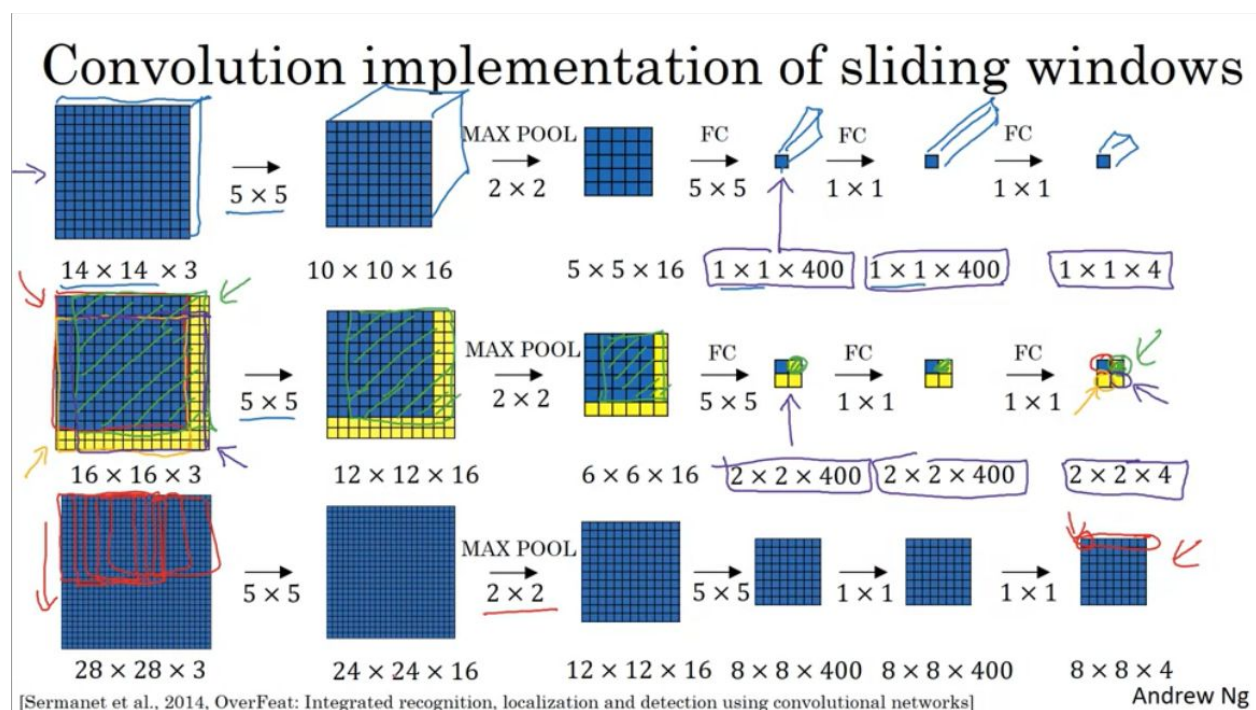 Convolution implementation of sliding windows
MAX POOL FC FC FC
5 × 5 2 × 2 5 × 5 1 × 1 1 × 1
14 × 14 × 3 10 × 10 × 16 5 × 5 × 16 1 × 1 × 400 1 × 1 × 400 1 × 1 × 4
MAX POOL FC FC FC
5 × 5 2 × 2 5 × 5 1 × 1 1 × 1
16 × 16 × 3 12 × 12 × 16 6 × 6 × 16 2 × 2 × 400 2 × 2 × 400 2 × 2 × 4
MAX POOL
5 × 5 2 × 2 5 × 5 1 × 1 1 × 1
28 × 28 × 3 24 × 24 × 16 12 × 12 × 16 8 × 8 × 400 8 × 8 × 400 8 × 8 × 4
[Sermanet et al., 2014, OverFeat: Integrated recognition, localization and detection using convolutional networks] Andrew Ng